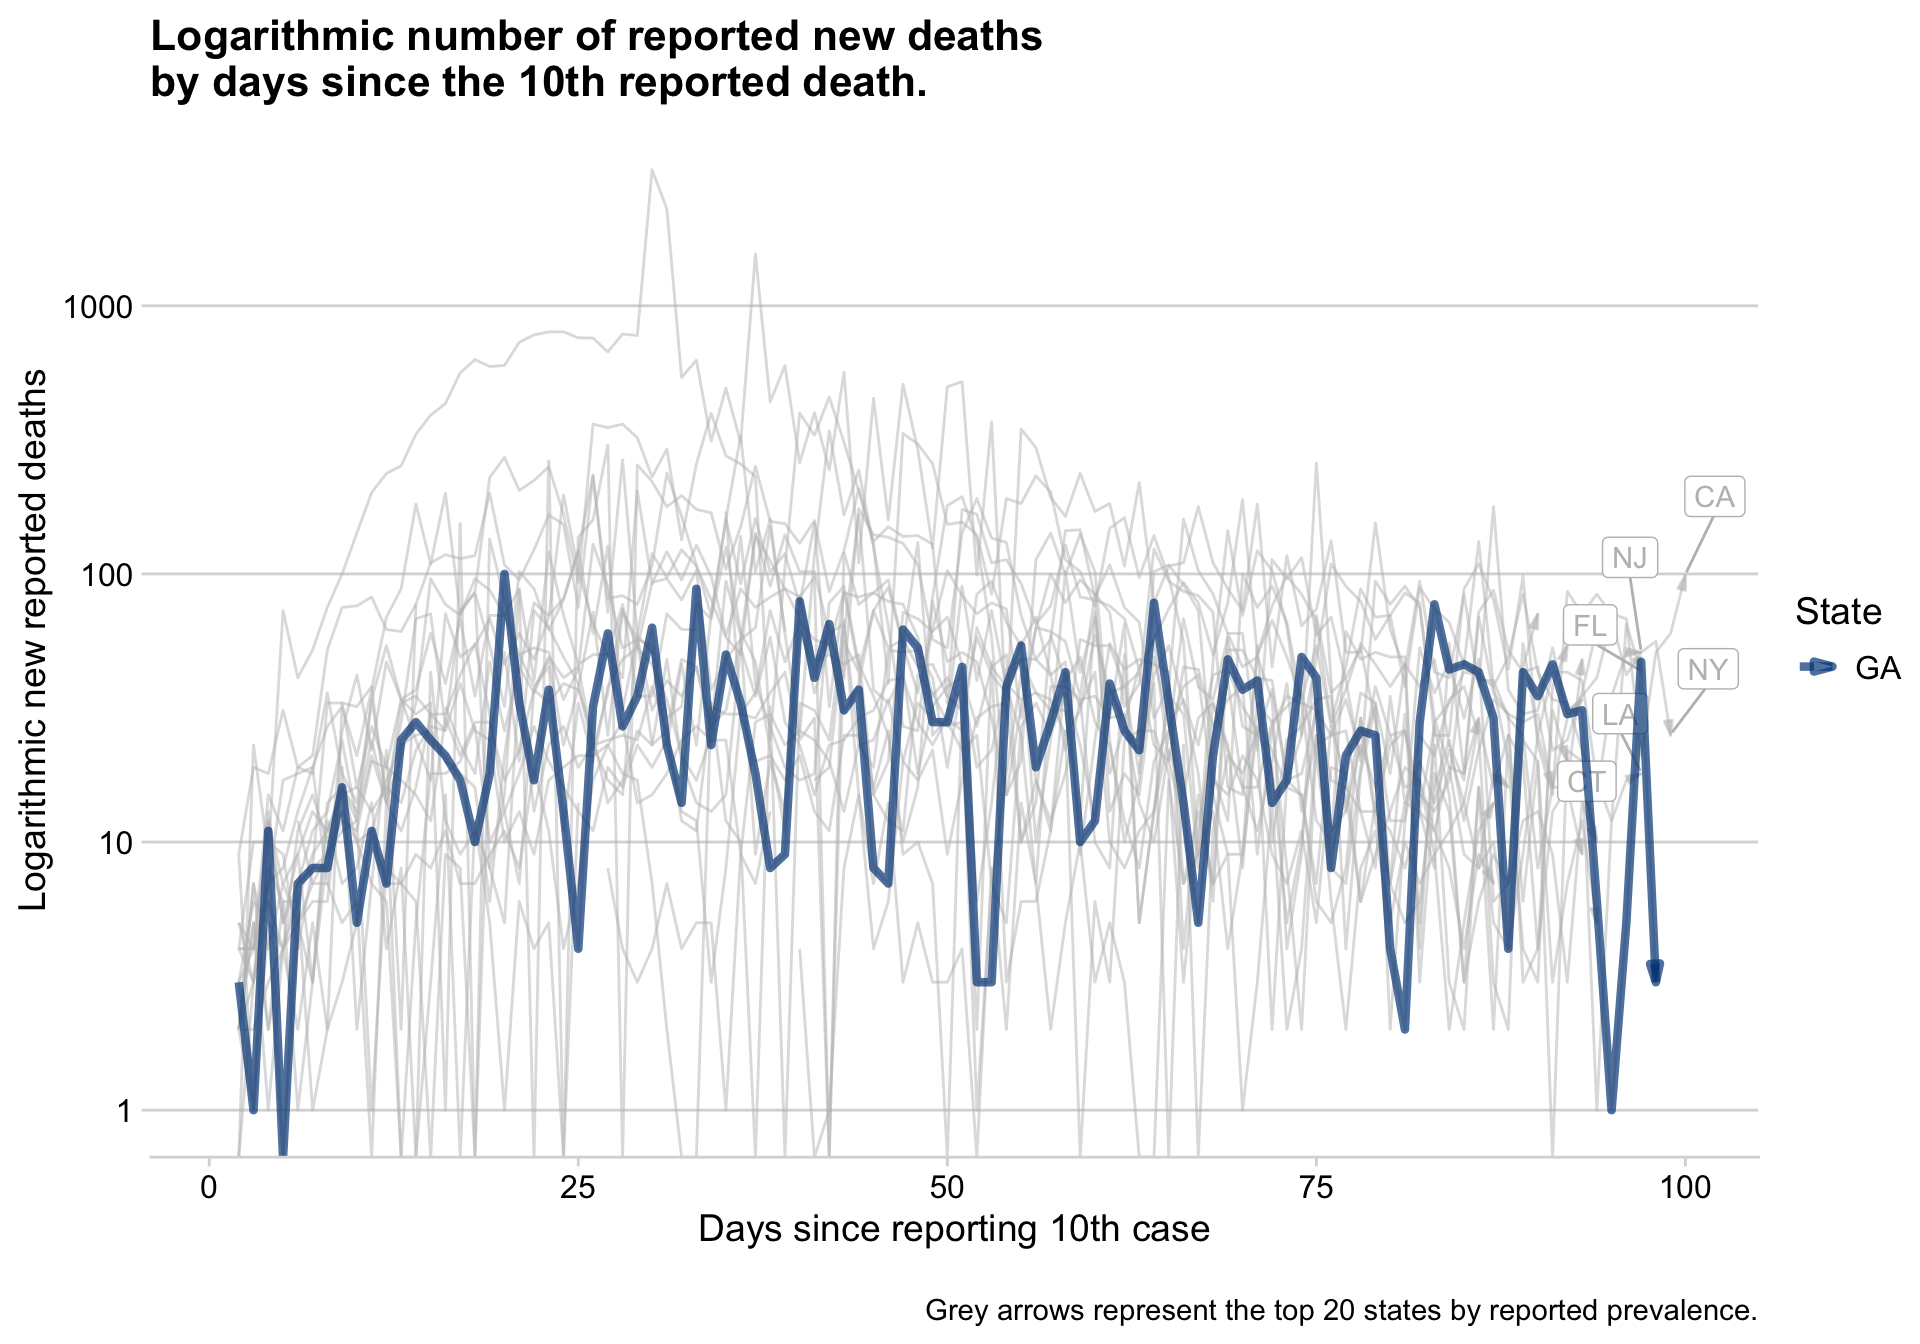 Logarithmic number of reported new deaths
by days since the 10th reported death.
Logarithmic new reported deaths
1000
100
10
1
CA
NJ
FL
NY
LA
CT
State
GA
0 25 50 75 100
Days since reporting 10th case
Grey arrows represent the top 20 states by reported prevalence.